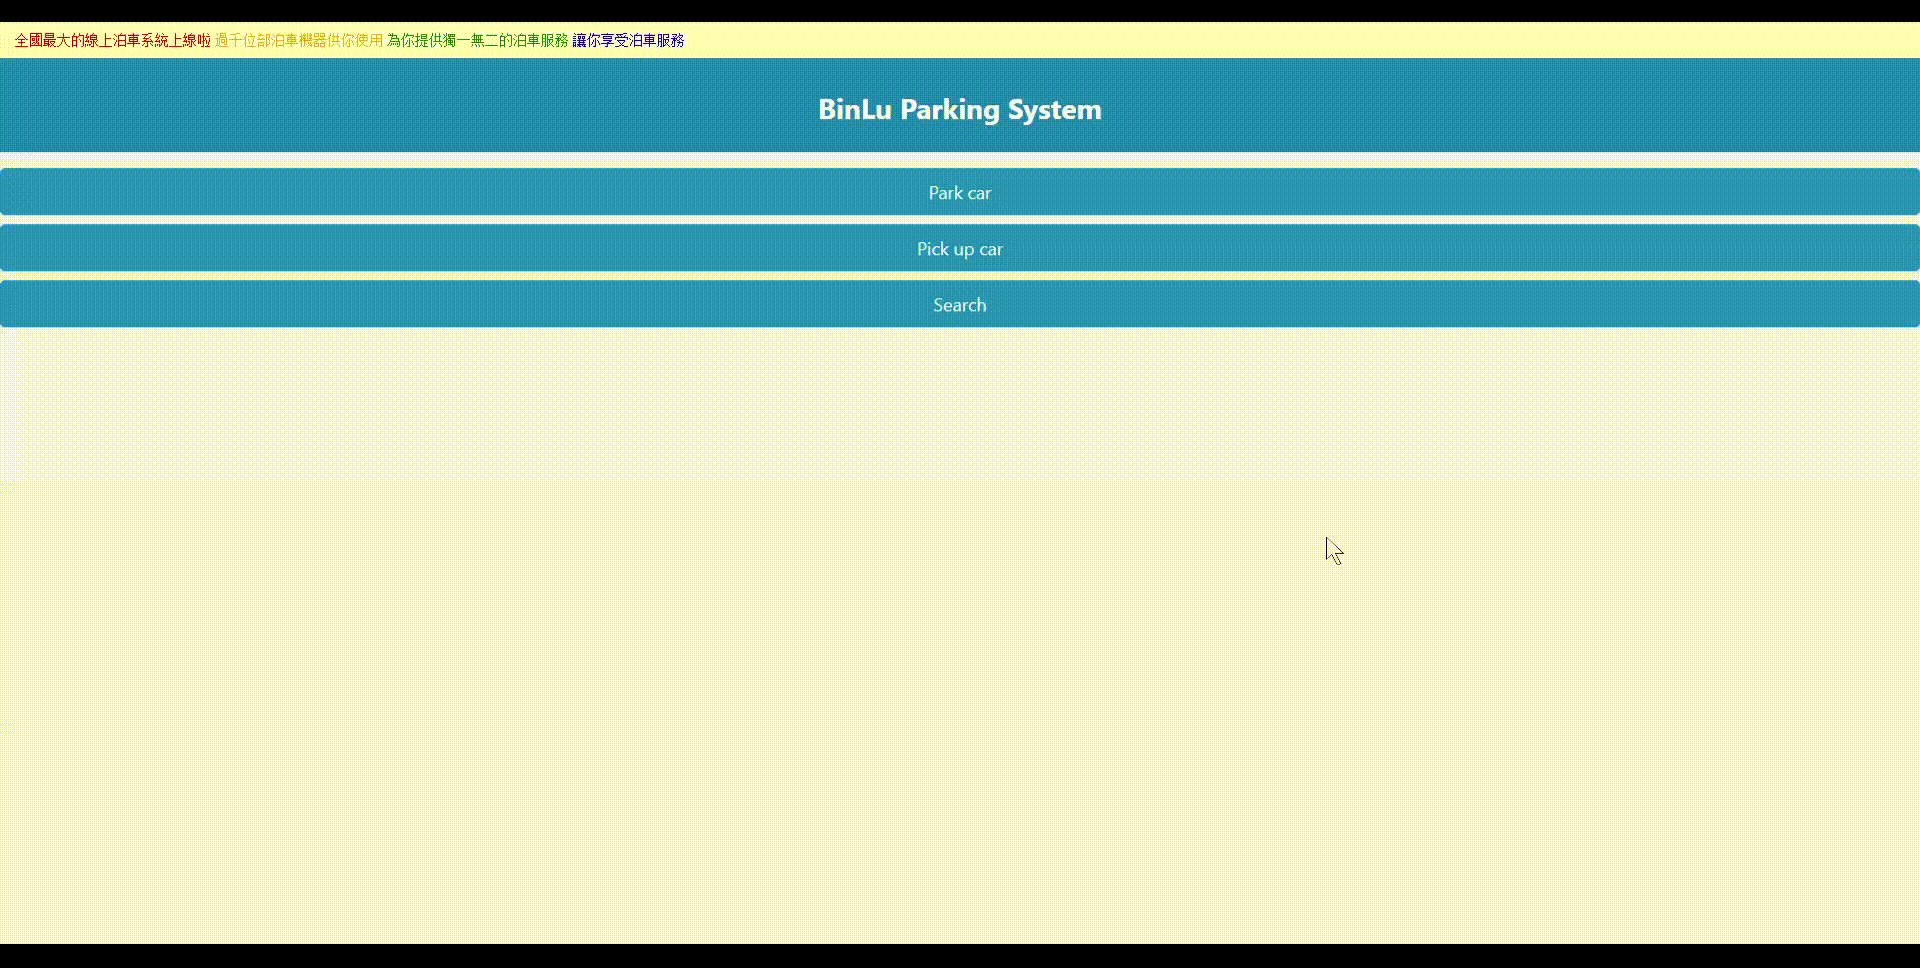 全國最大的線上泊車系統上線啦 過千位部泊車機器供你使用 為你提供獨一無二的泊車服務 讓你享受泊車服務
BinLu Parking System
Park car
Pick up car
Search